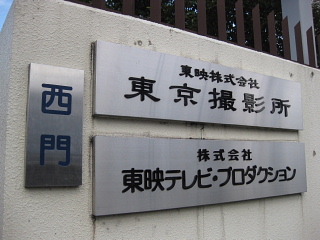 西門
東映株式会社
東京撮影所
株式会社
東映テレビ・プロダクション